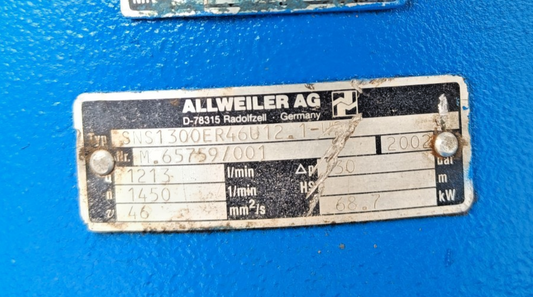 ALLWEILER AG
D-78315 Radolfzell · Germany
Typ SNS1300ER46U12.1-W
Nr. M.65759/001 2002
1213 l/min Δp bar
n 1450 1/min HS m
ν 46 mm²/s 68.7 kW